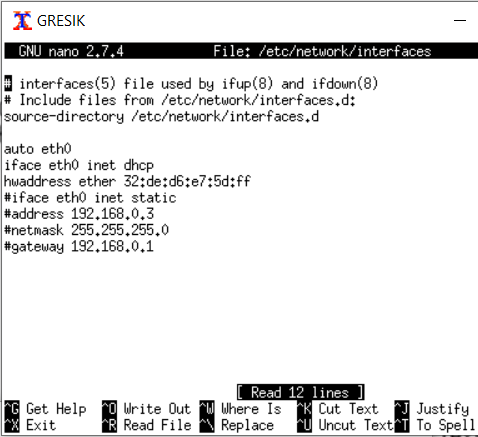 GRESIK
GNU nano 2.7.4 File: /etc/network/interfaces
# interfaces(5) file used by ifup(8) and ifdown(8)
# Include files from /etc/network/interfaces.d:
source-directory /etc/network/interfaces.d
auto eth0
iface eth0 inet dhcp
hwaddress ether 32:de:d6:e7:5d:ff
#iface eth0 inet static
#address 192.168.0.3
#netmask 255.255.255.0
#gateway 192.168.0.1
[ Read 12 lines ]
^G Get Help ^O Write Out ^W Where Is ^K Cut Text ^J Justify
^X Exit ^R Read File ^\ Replace ^U Uncut Text ^T To Spell